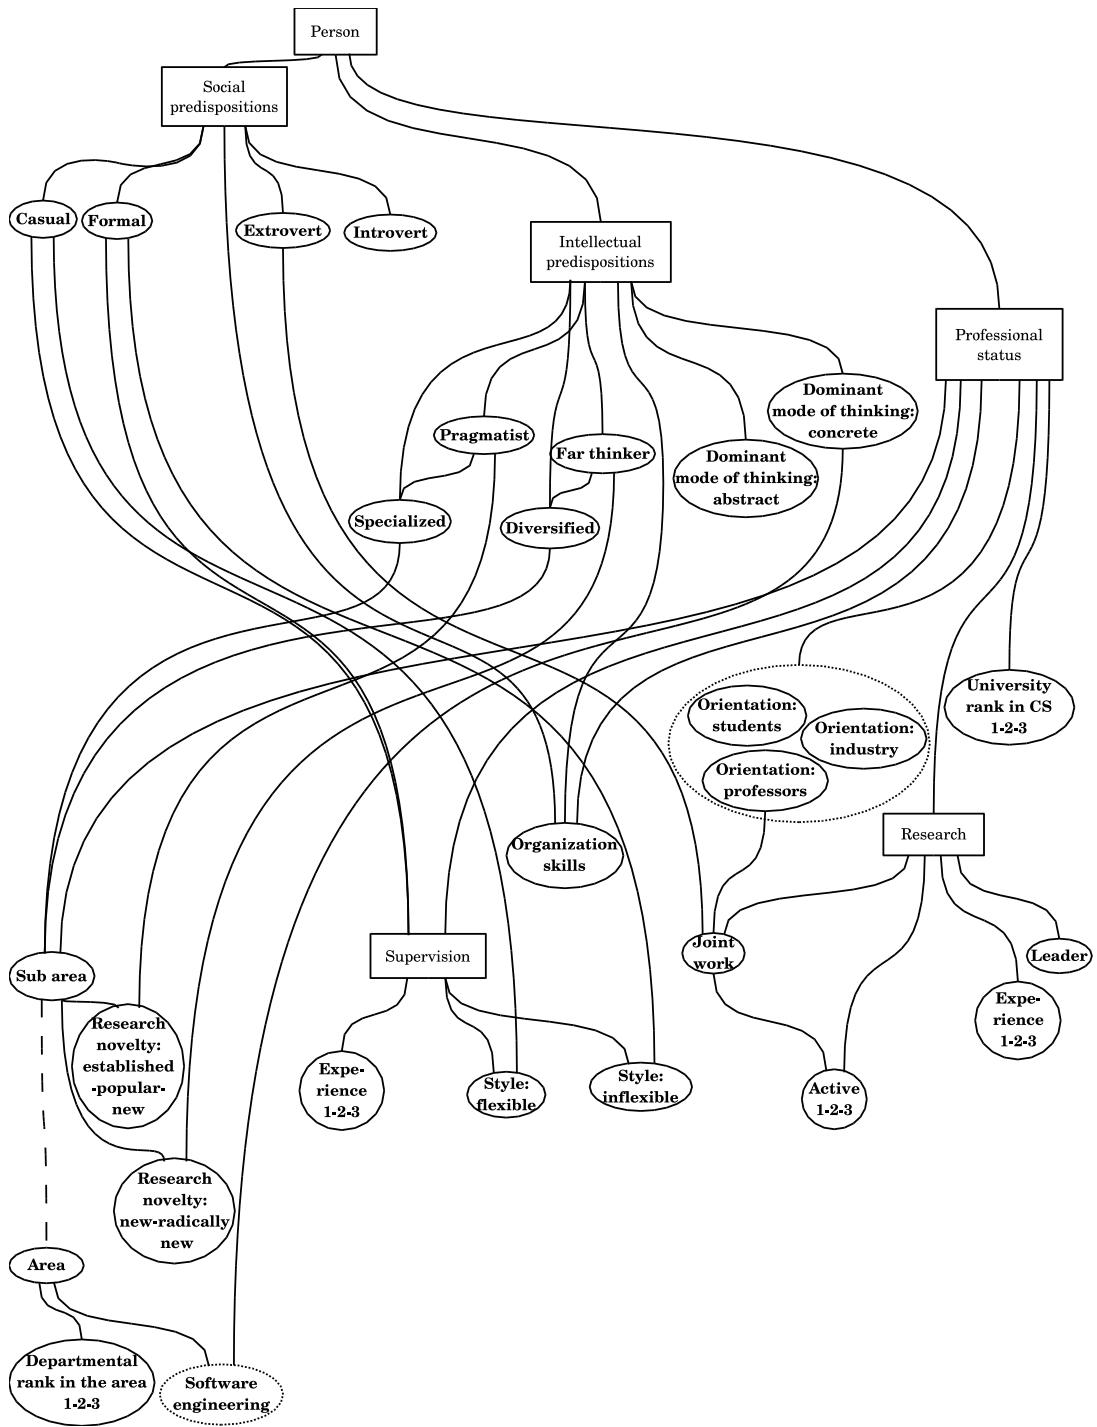 Person
Social
predispositions
Casual
Formal
Extrovert
Introvert
Intellectual
predispositions
Professional
status
Dominant
mode of thinking:
concrete
Pragmatist
Far thinker
Dominant
mode of thinking:
abstract
Specialized
Diversified
University
rank in CS
1-2-3
Orientation:
students
Orientation:
industry
Orientation:
professors
Organization
skills
Research
Supervision
Joint
work
Leader
Sub area
Expe-
rience
1-2-3
Research
novelty:
established
-popular-
new
Expe-
rience
1-2-3
Style:
flexible
Style:
inflexible
Active
1-2-3
Research
novelty:
new-radically
new
Area
Departmental
rank in the area
1-2-3
Software
engineering